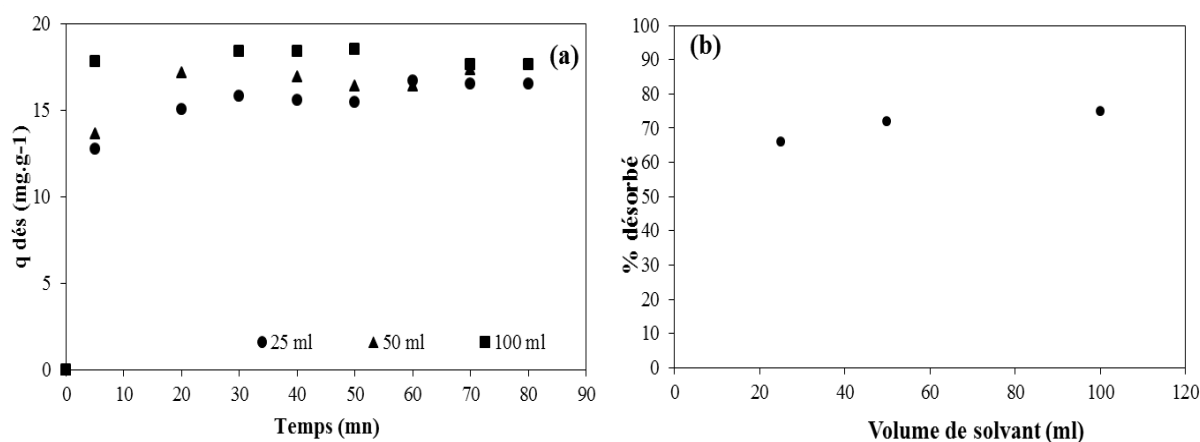 20
15
10
5
0
q dés (mg.g-1)
(a)
25 ml 50 ml 100 ml
0 10 20 30 40 50 60 70 80 90
Temps (mn)
100
90
80
70
60
50
40
30
20
10
0
% désorbé
(b)
0 20 40 60 80 100 120
Volume de solvant (ml)